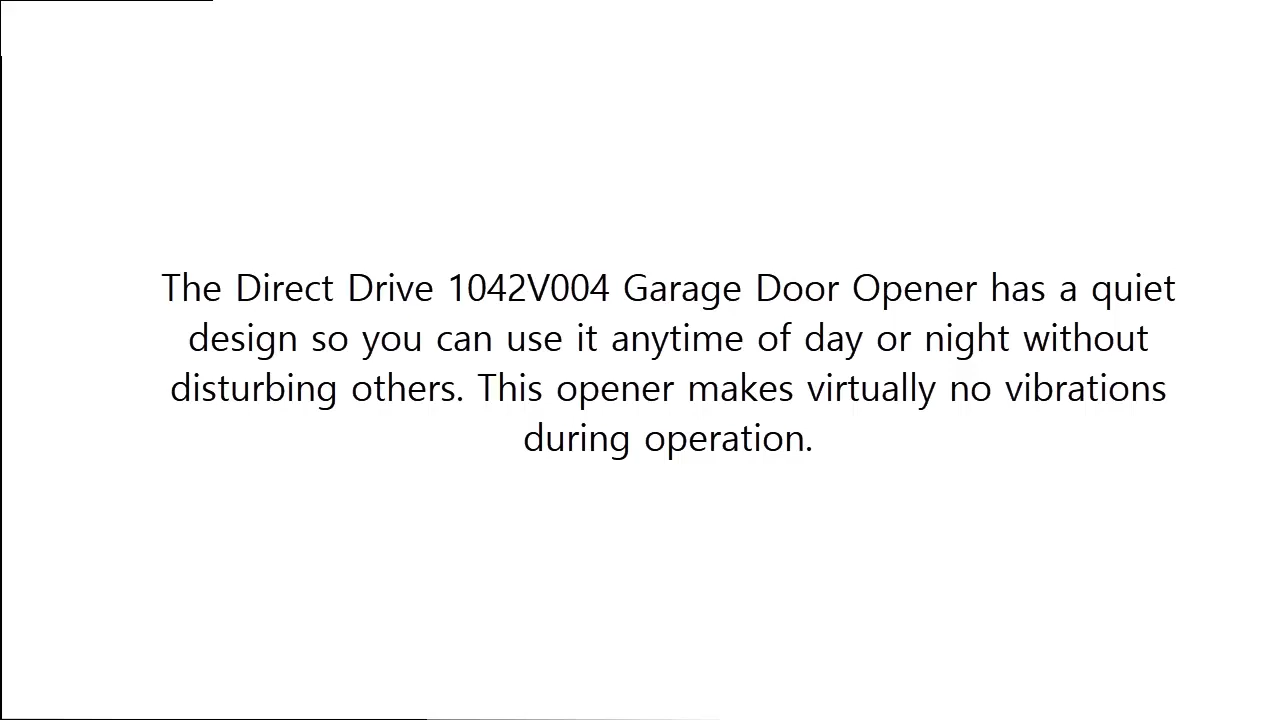 The Direct Drive 1042V004 Garage Door Opener has a quiet
design so you can use it anytime of day or night without
disturbing others. This opener makes virtually no vibrations
during operation.